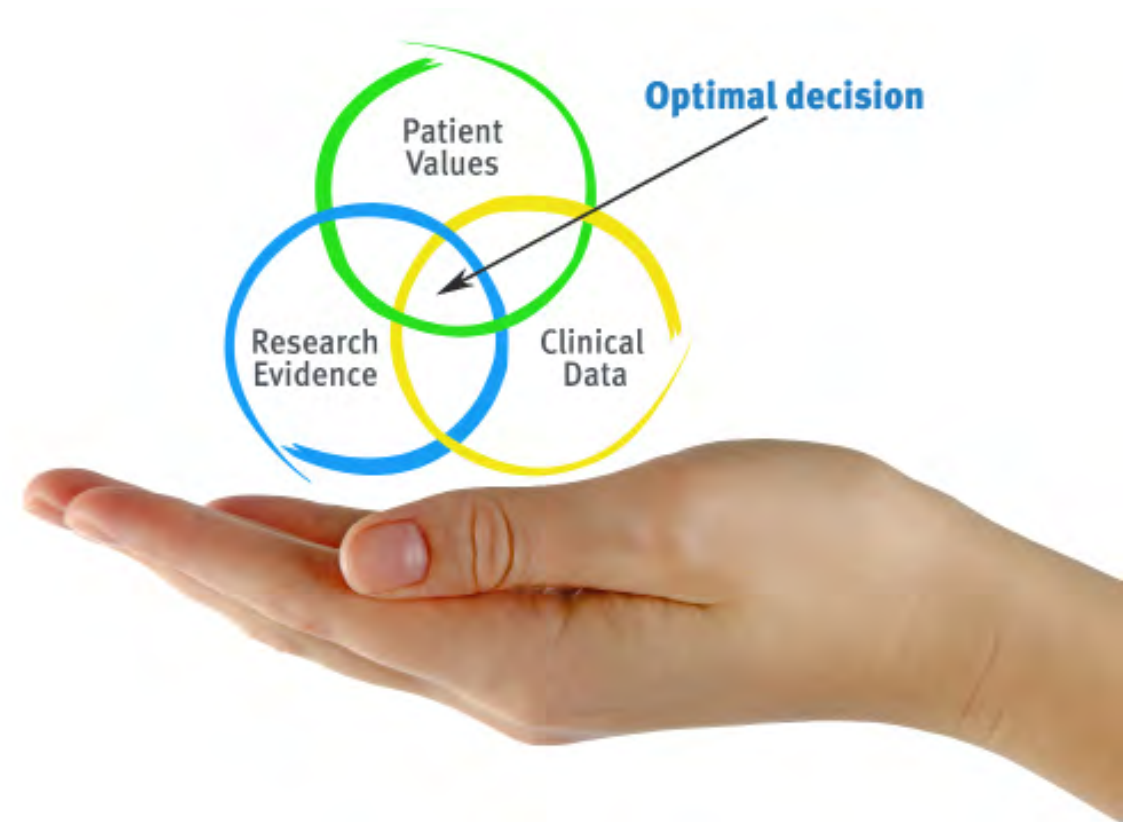 Optimal decision
Patient
Values
Research
Evidence
Clinical
Data